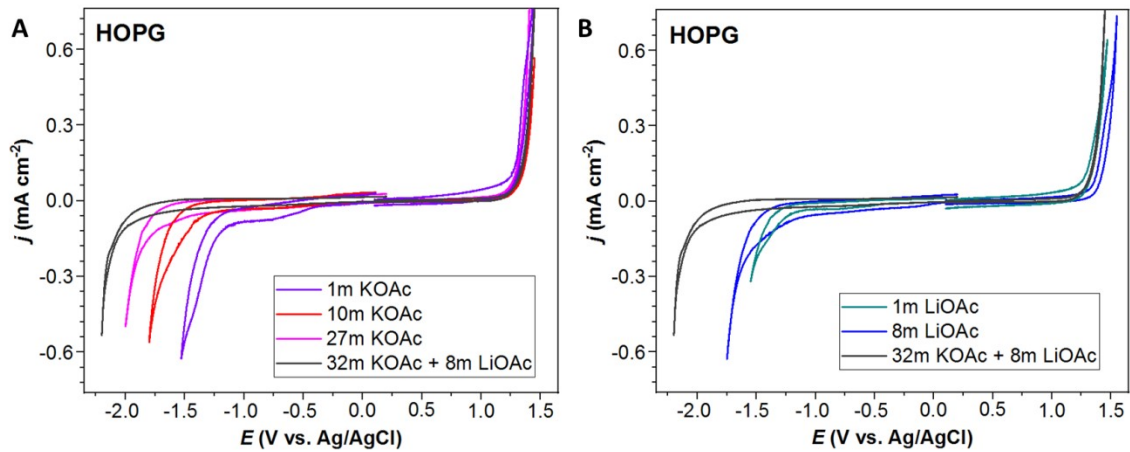 A
HOPG
j (mA cm⁻²)
0.6
0.3
0.0
-0.3
-0.6
1m KOAc
10m KOAc
27m KOAc
32m KOAc + 8m LiOAc
-2.0 -1.5 -1.0 -0.5 0.0 0.5 1.0 1.5
E (V vs. Ag/AgCl)
B
HOPG
j (mA cm⁻²)
0.6
0.3
0.0
-0.3
-0.6
1m LiOAc
8m LiOAc
32m KOAc + 8m LiOAc
-2.0 -1.5 -1.0 -0.5 0.0 0.5 1.0 1.5
E (V vs. Ag/AgCl)